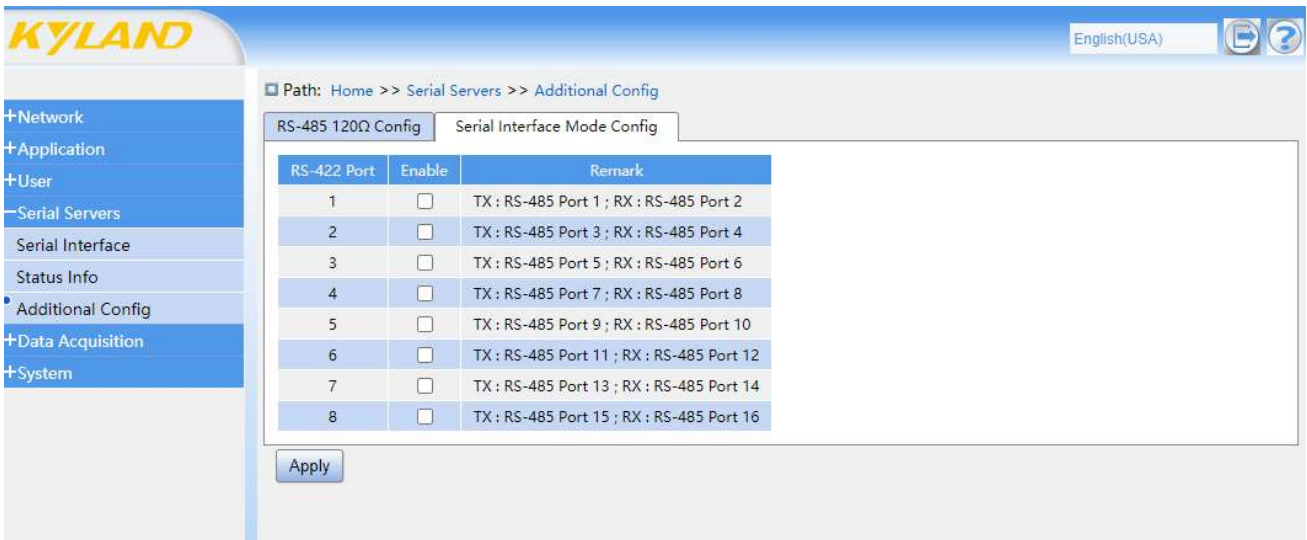 KYLAND
English(USA)
Path: Home >> Serial Servers >> Additional Config
+Network
+Application
+User
−Serial Servers
Serial Interface
Status Info
Additional Config
+Data Acquisition
+System
RS-485 120Ω Config Serial Interface Mode Config
RS-422 Port Enable Remark
1 TX : RS-485 Port 1 ; RX : RS-485 Port 2
2 TX : RS-485 Port 3 ; RX : RS-485 Port 4
3 TX : RS-485 Port 5 ; RX : RS-485 Port 6
4 TX : RS-485 Port 7 ; RX : RS-485 Port 8
5 TX : RS-485 Port 9 ; RX : RS-485 Port 10
6 TX : RS-485 Port 11 ; RX : RS-485 Port 12
7 TX : RS-485 Port 13 ; RX : RS-485 Port 14
8 TX : RS-485 Port 15 ; RX : RS-485 Port 16
Apply